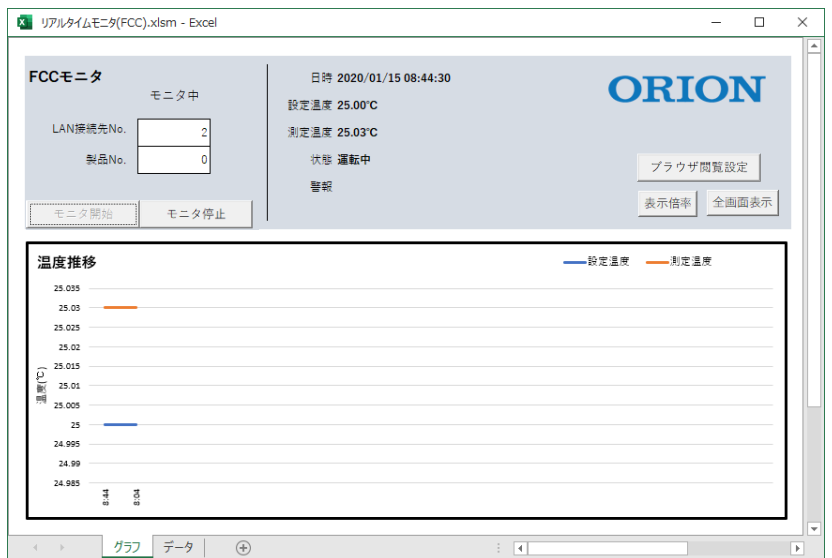 リアルタイムモニタ(FCC).xlsm - Excel
FCCモニタ
モニタ中
LAN接続先No. 2
製品No. 0
モニタ開始 モニタ停止
日時 2020/01/15 08:44:30
設定温度 25.00℃
測定温度 25.03℃
状態 運転中
警報
ORION
ブラウザ閲覧設定
表示倍率 全画面表示
温度推移
設定温度 測定温度
温度(℃)
25.035
25.03
25.025
25.02
25.015
25.01
25.005
25
24.995
24.99
24.985
8:44 8:04
グラフ データ